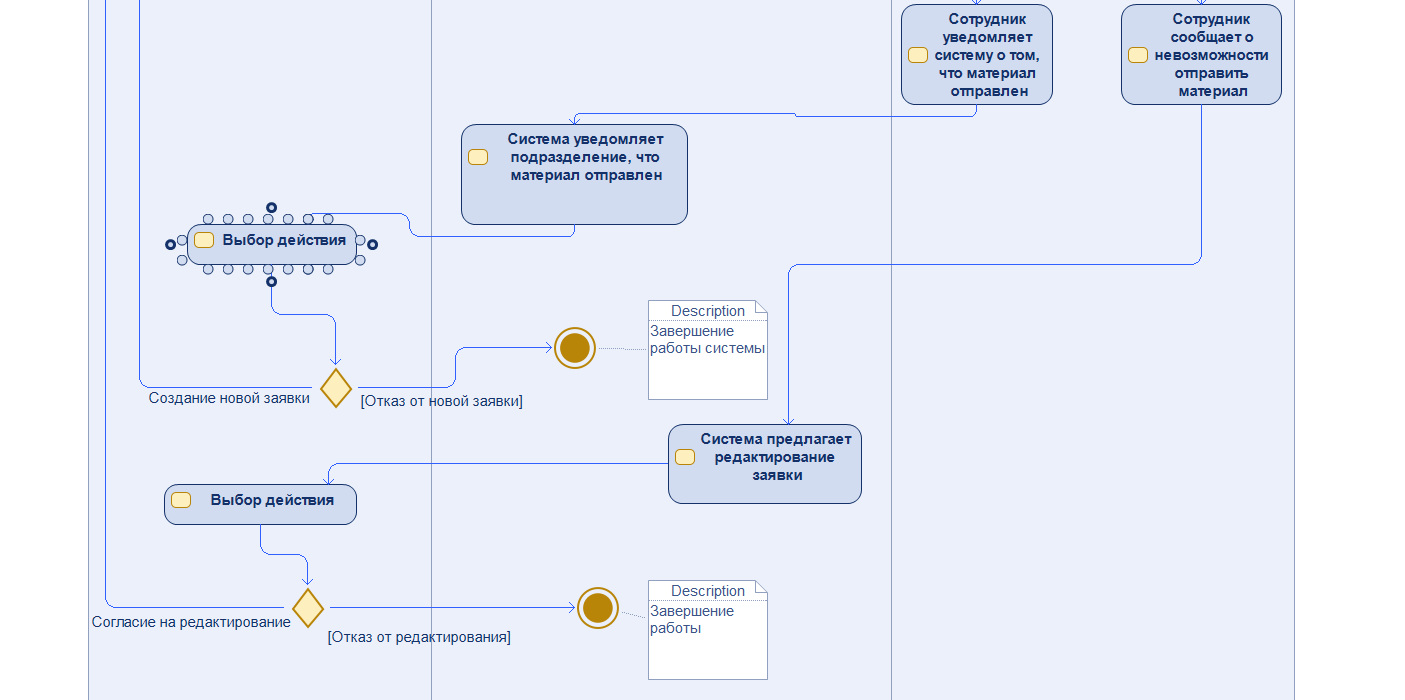 Сотрудник
уведомляет
систему о том,
что материал
отправлен
Сотрудник
сообщает о
невозможности
отправить
материал
Система уведомляет
подразделение, что
материал отправлен
Выбор действия
Description
Завершение
работы системы
Создание новой заявки
[Отказ от новой заявки]
Система предлагает
редактирование
заявки
Выбор действия
Description
Завершение
работы
Согласие на редактирование
[Отказ от редактирования]